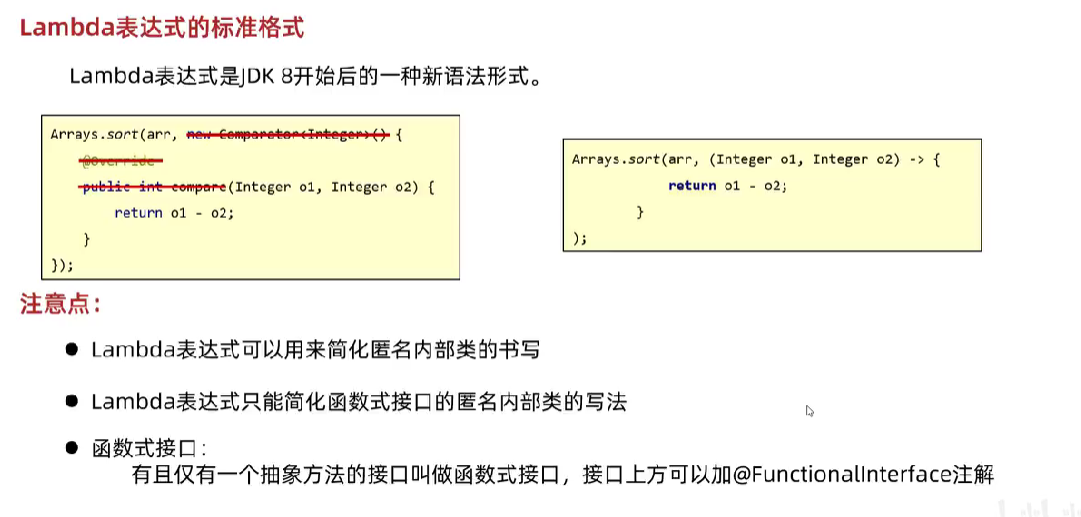 Lambda表达式的标准格式
Lambda表达式是JDK 8开始后的一种新语法形式。
Arrays.sort(arr, new Comparator<Integer>() {
@Override
public int compare(Integer o1, Integer o2) {
return o1 - o2;
}
});
Arrays.sort(arr, (Integer o1, Integer o2) -> {
return o1 - o2;
}
);
注意点：
● Lambda表达式可以用来简化匿名内部类的书写
● Lambda表达式只能简化函数式接口的匿名内部类的写法
● 函数式接口：
有且仅有一个抽象方法的接口叫做函数式接口，接口上方可以加@FunctionalInterface注解